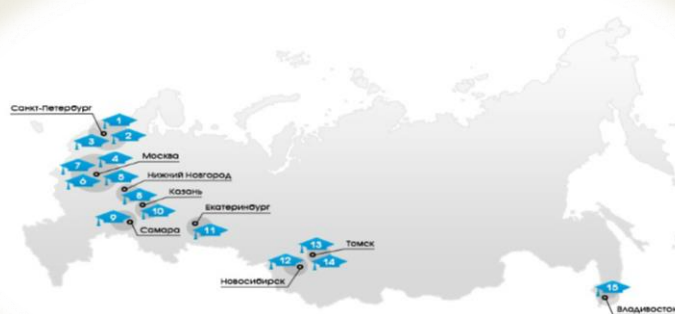 Санкт-Петербург
1
2
3
4
Москва
7
5
6
Нижний Новгород
8
Казань
10
Екатеринбург
9
Самара
11
13
Томск
12
14
Новосибирск
15
Владивосток